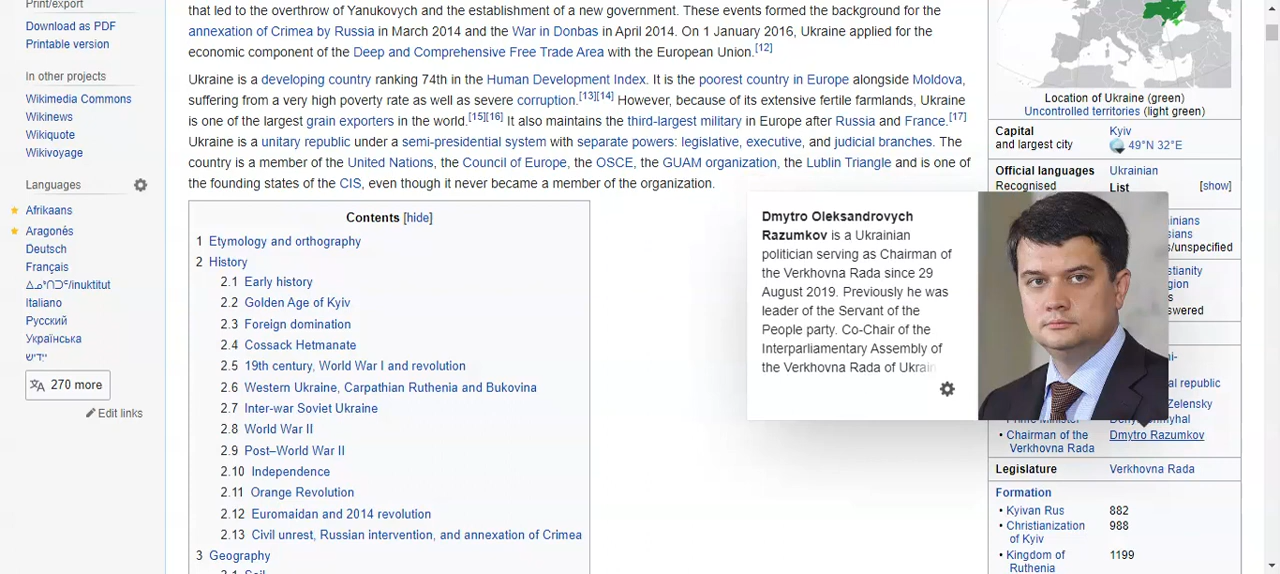 Print/export
Download as PDF
Printable version
In other projects
Wikimedia Commons
Wikinews
Wikiquote
Wikivoyage
Languages
Afrikaans
Aragonés
Deutsch
Français
ᐃᓄᒃᑎᑐᑦ/inuktitut
Italiano
Русский
Українська
ייִדיש
270 more
Edit links
that led to the overthrow of Yanukovych and the establishment of a new government. These events formed the background for the
annexation of Crimea by Russia in March 2014 and the War in Donbas in April 2014. On 1 January 2016, Ukraine applied for the
economic component of the Deep and Comprehensive Free Trade Area with the European Union.[12]
Ukraine is a developing country ranking 74th in the Human Development Index. It is the poorest country in Europe alongside Moldova,
suffering from a very high poverty rate as well as severe corruption.[13][14] However, because of its extensive fertile farmlands, Ukraine
is one of the largest grain exporters in the world.[15][16] It also maintains the third-largest military in Europe after Russia and France.[17]
Ukraine is a unitary republic under a semi-presidential system with separate powers: legislative, executive, and judicial branches. The
country is a member of the United Nations, the Council of Europe, the OSCE, the GUAM organization, the Lublin Triangle and is one of
the founding states of the CIS, even though it never became a member of the organization.
Contents [hide]
1 Etymology and orthography
2 History
2.1 Early history
2.2 Golden Age of Kyiv
2.3 Foreign domination
2.4 Cossack Hetmanate
2.5 19th century, World War I and revolution
2.6 Western Ukraine, Carpathian Ruthenia and Bukovina
2.7 Inter-war Soviet Ukraine
2.8 World War II
2.9 Post–World War II
2.10 Independence
2.11 Orange Revolution
2.12 Euromaidan and 2014 revolution
2.13 Civil unrest, Russian intervention, and annexation of Crimea
3 Geography
Dmytro Oleksandrovych
Razumkov is a Ukrainian
politician serving as Chairman of
the Verkhovna Rada since 29
August 2019. Previously he was
leader of the Servant of the
People party. Co-Chair of the
Interparliamentary Assembly of
the Verkhovna Rada of Ukrain
Location of Ukraine (green)
Uncontrolled territories (light green)
Capital Kyiv
and largest city 49°N 32°E
Official languages Ukrainian
Recognised List [show]
inians
sians
s/unspecified
stianity
gion
s
swered
ni-
al republic
Zelensky
myhal
• Chairman of the Dmytro Razumkov
Verkhovna Rada
Legislature Verkhovna Rada
Formation
• Kyivan Rus 882
• Christianization 988
of Kyiv
• Kingdom of 1199
Ruthenia